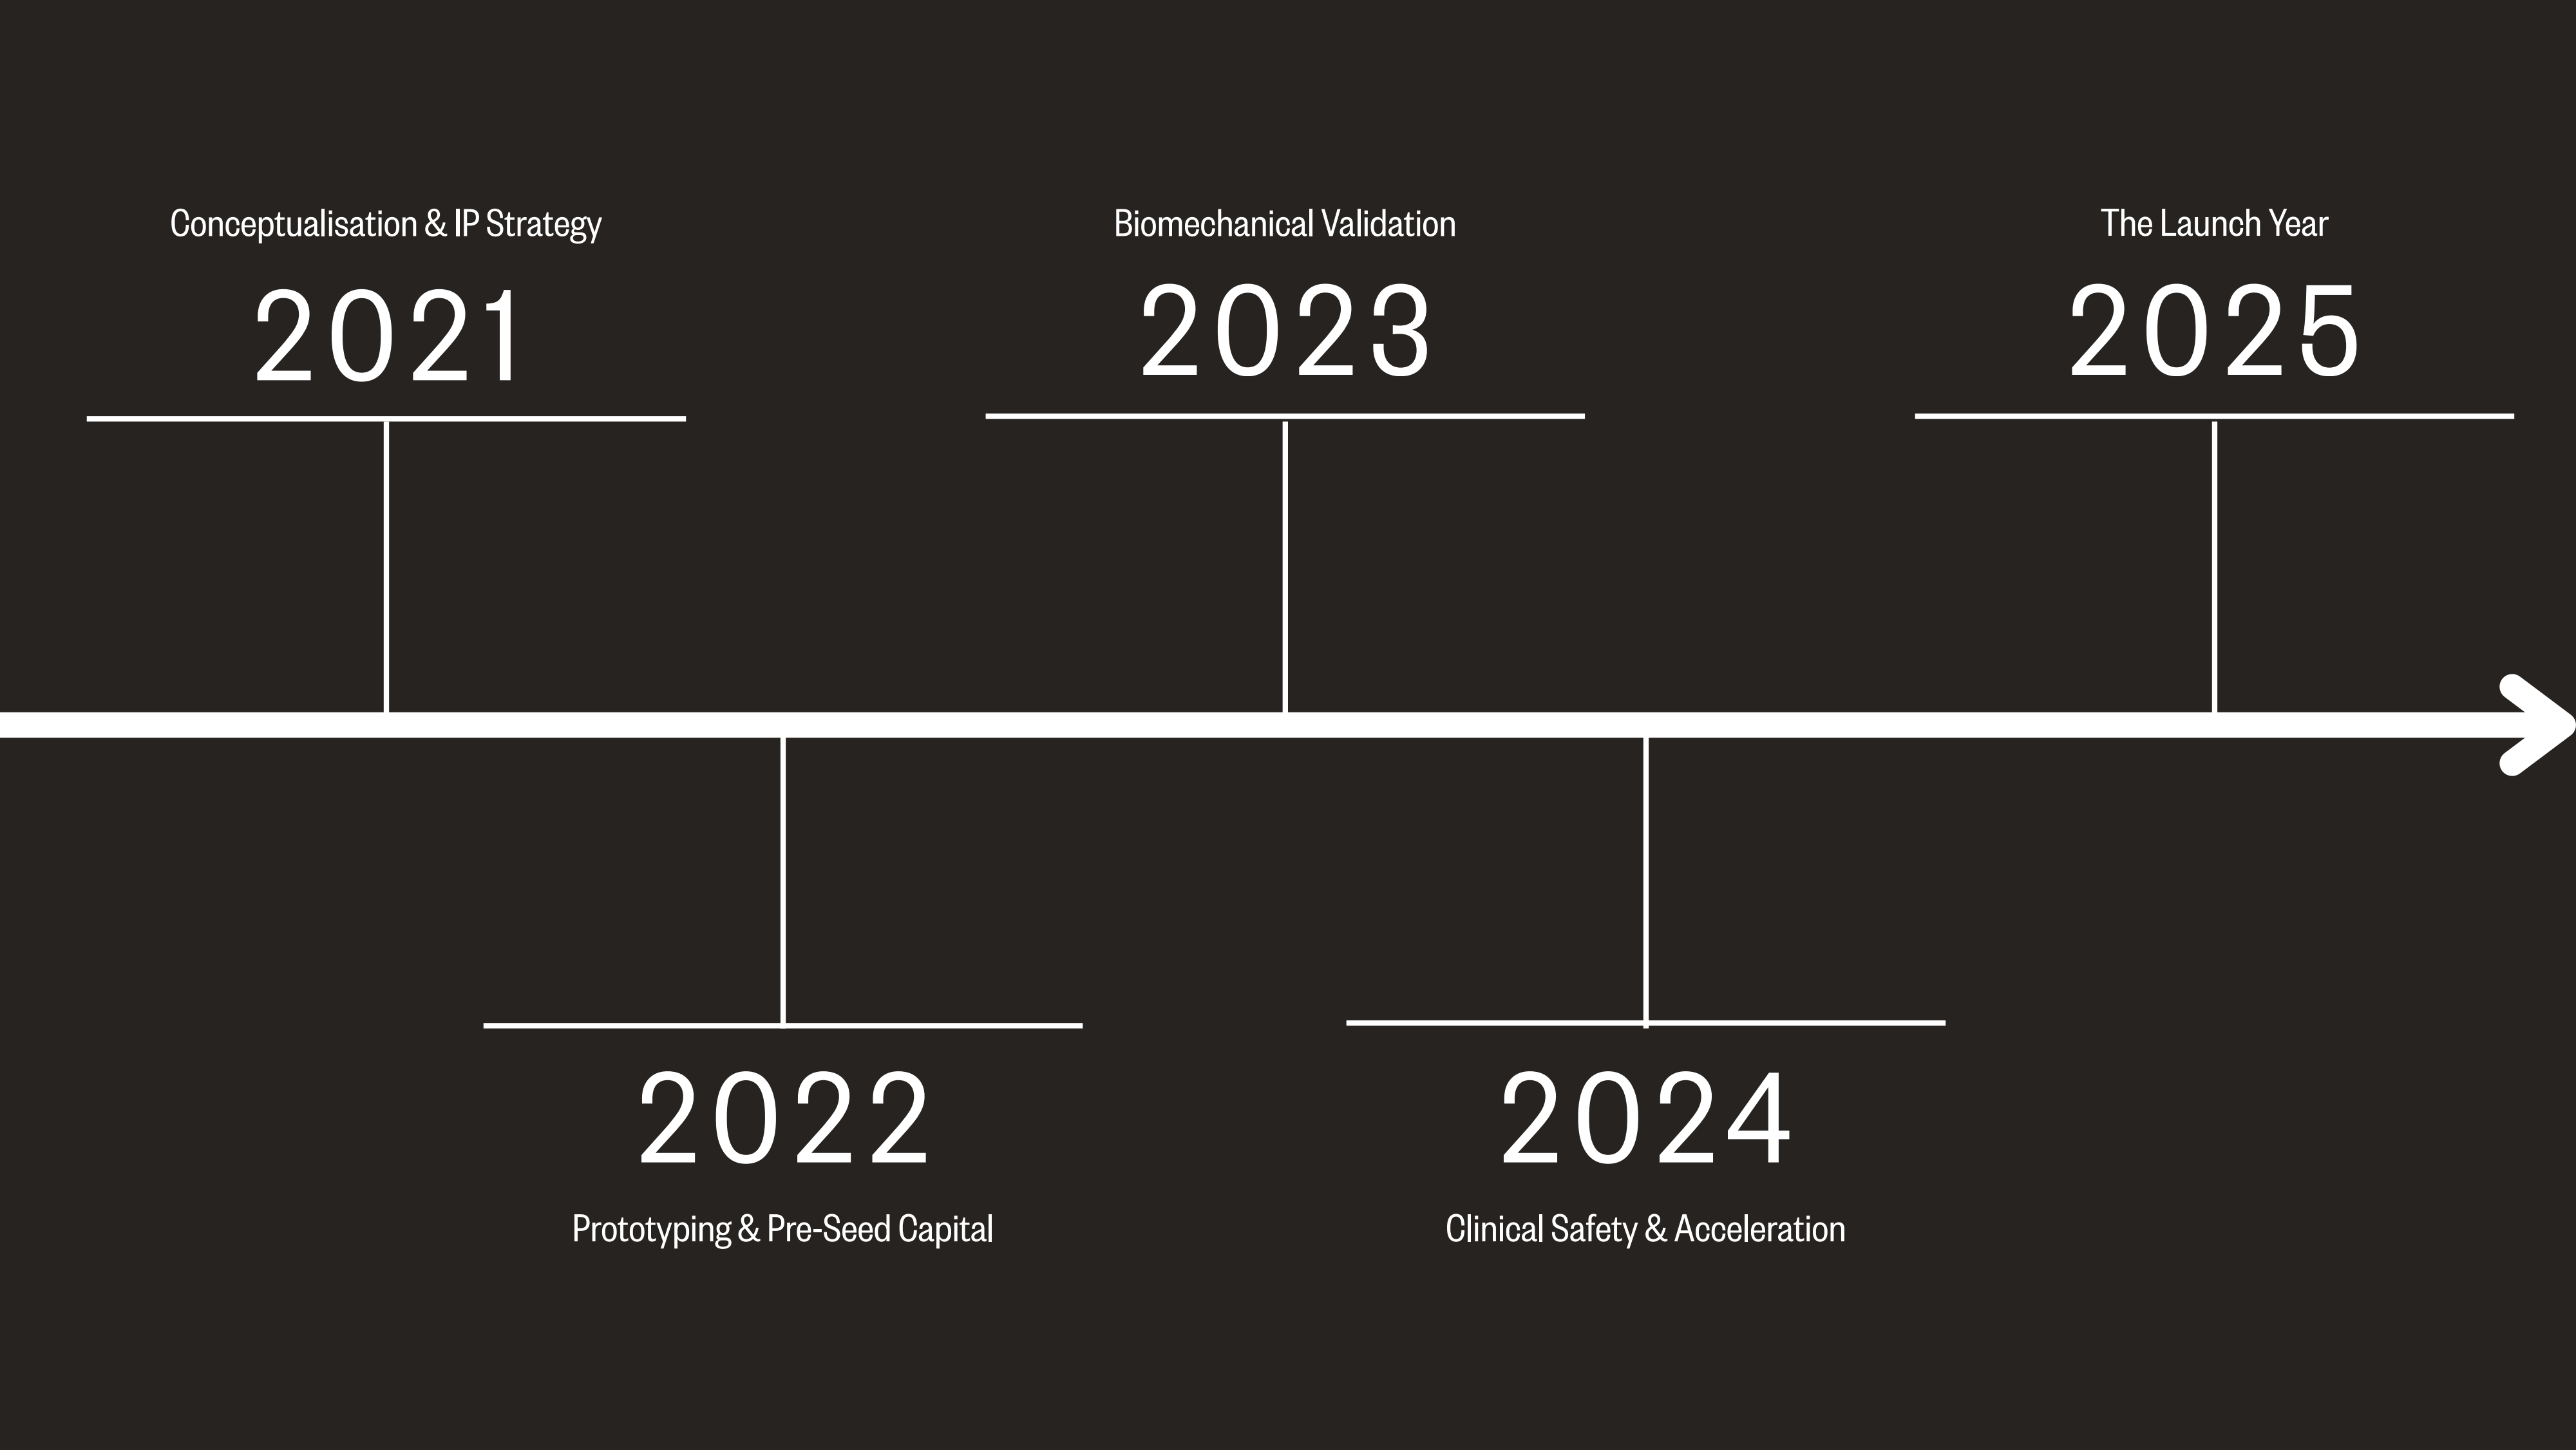 Conceptualisation & IP Strategy
2021
Biomechanical Validation
2023
The Launch Year
2025
2022
Prototyping & Pre-Seed Capital
2024
Clinical Safety & Acceleration